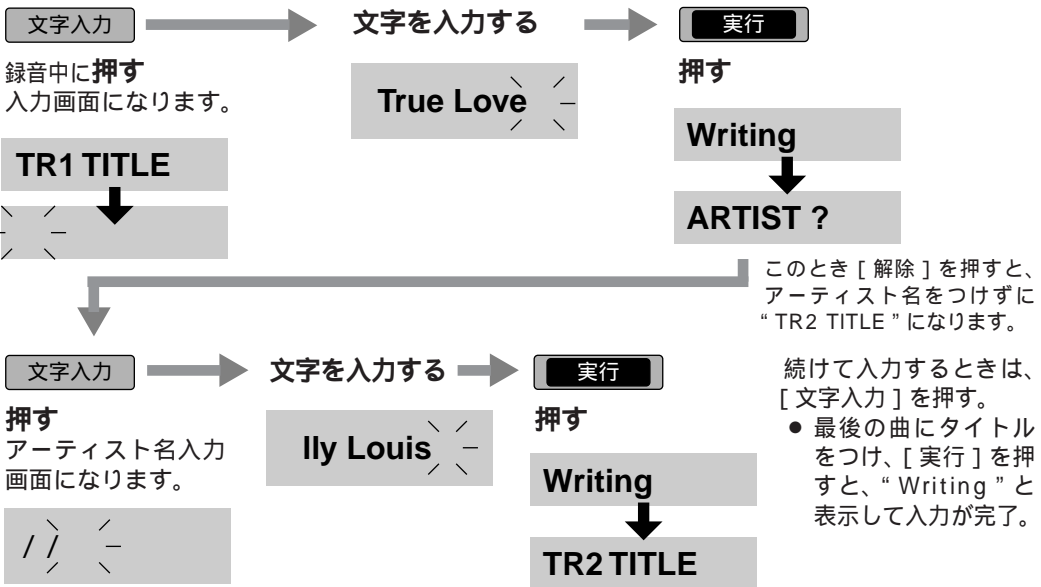 文字入力
文字を入力する
実行
録音中に押す
入力画面になります。
True Love
押す
TR1 TITLE
Writing
ARTIST ?
このとき [ 解除 ] を押すと、
アーティスト名をつけずに
“ TR2 TITLE ” になります。
文字入力
文字を入力する
実行
押す
アーティスト名入力
画面になります。
lly Louis
押す
続けて入力するときは、
[ 文字入力 ] を押す。
● 最後の曲にタイトル
をつけ、[ 実行 ] を押
すと、“ Writing ” と
表示して入力が完了。
//
Writing
TR2 TITLE